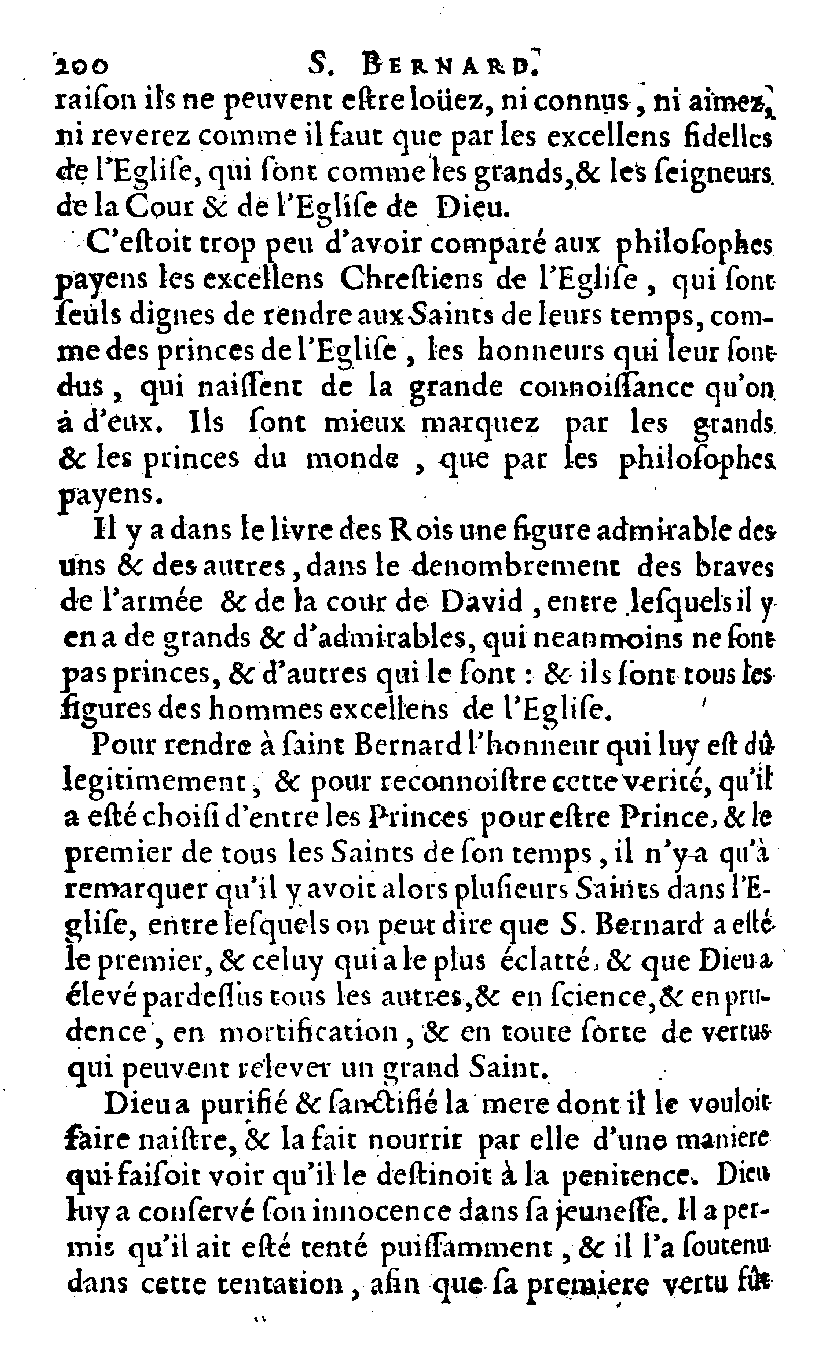 200 S. BERNARD.
raiſon ils ne peuvent eſtre loüez, ni connus, ni aimez,
ni reverez comme il faut que par les excellens fidelles
de l'Egliſe, qui ſont comme les grands, & les ſeigneurs
de la Cour & de l'Egliſe de Dieu.
C'eſtoit trop peu d'avoir comparé aux philoſophes
payens les excellens Chreſtiens de l'Egliſe, qui ſont
ſeuls dignes de rendre aux Saints de leurs temps, com-
me des princes de l'Egliſe, les honneurs qui leur ſont
dus, qui naiſſent de la grande connoiſſance qu'on
a d'eux. Ils ſont mieux marquez par les grands
& les princes du monde, que par les philoſophes
payens.
Il y a dans le livre des Rois une figure admirable des
uns & des autres, dans le denombrement des braves
de l'armée & de la cour de David, entre leſquels il y
en a de grands & d'admirables, qui neanmoins ne ſont
pas princes, & d'autres qui le ſont : & ils ſont tous les
figures des hommes excellens de l'Egliſe.
Pour rendre à ſaint Bernard l'honneur qui luy eſt dû
legitimement, & pour reconnoiſtre cette verité, qu'il
a eſté choiſi d'entre les Princes pour eſtre Prince, & le
premier de tous les Saints de ſon temps, il n'y a qu'à
remarquer qu'il y avoit alors pluſieurs Saints dans l'E-
gliſe, entre leſquels on peut dire que S. Bernard a eſté
le premier, & celuy qui a le plus éclatté, & que Dieu a
élevé pardeſſus tous les autres, & en ſcience, & en pru-
dence, en mortification, & en toute ſorte de vertus
qui peuvent relever un grand Saint.
Dieu a purifié & ſanctifié la mere dont il le vouloit
faire naiſtre, & la fait nourrir par elle d'une maniere
qui faiſoit voir qu'il le deſtinoit à la penitence. Dieu
luy a conſervé ſon innocence dans ſa jeuneſſe. Il a per-
mis qu'il ait eſté tenté puiſſamment, & il l'a ſoutenu
dans cette tentation, afin que ſa premiere vertu fût